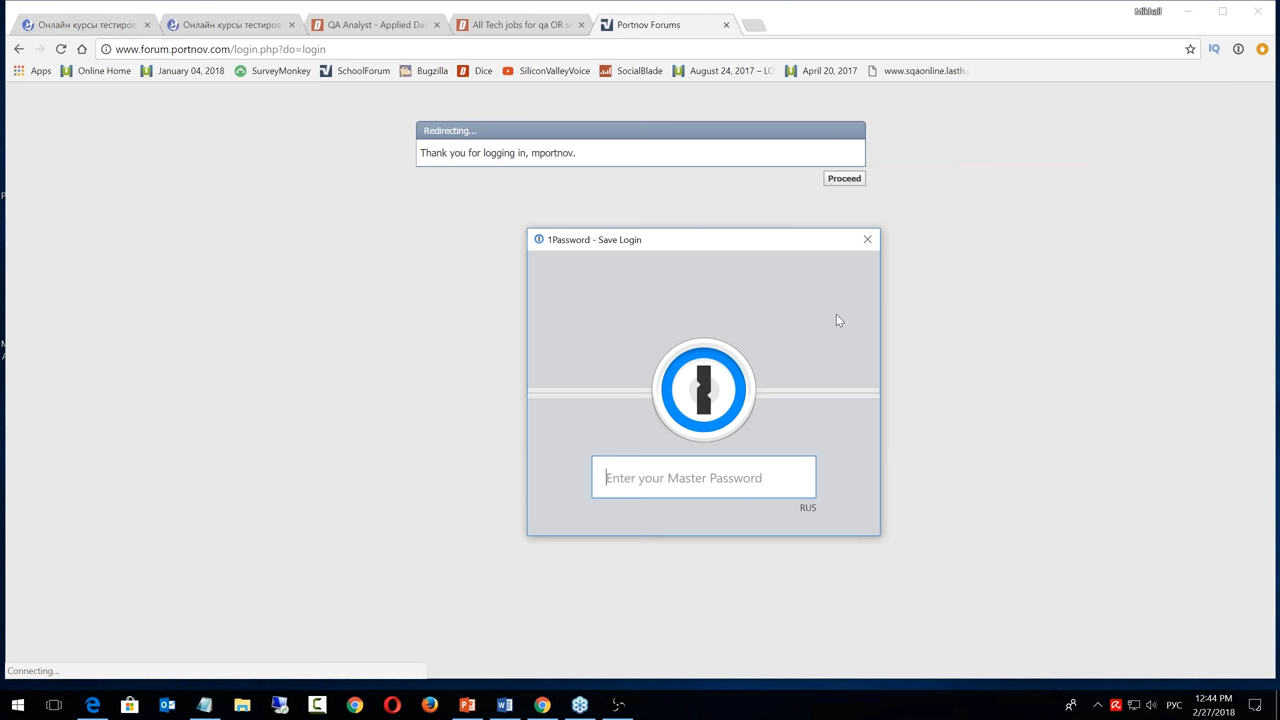 Mikhail
Онлайн курсы тестиров
Онлайн курсы тестиров
QA Analyst - Applied Da
All Tech jobs for qa OR s
Portnov Forums
www.forum.portnov.com/login.php?do=login
IQ
Apps
Online Home
January 04, 2018
SurveyMonkey
SchoolForum
Bugzilla
Dice
SiliconValleyVoice
SocialBlade
August 24, 2017 – LO
April 20, 2017
www.sqaonline.lasth
Redirecting...
Thank you for logging in, mportnov.
Proceed
1Password - Save Login
Enter your Master Password
RUS
Connecting...
РУС
12:44 PM
2/27/2018